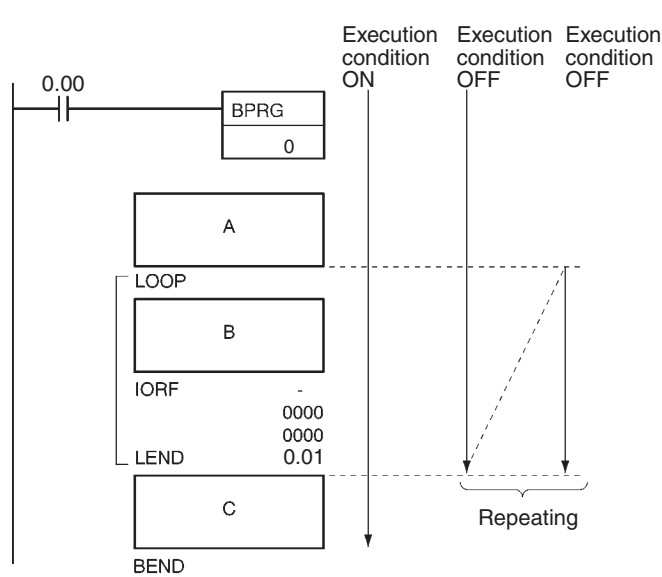 Execution condition ON
Execution condition OFF
Execution condition OFF
0.00
BPRG
0
A
LOOP
B
IORF -
0000
0000
LEND 0.01
C
Repeating
BEND